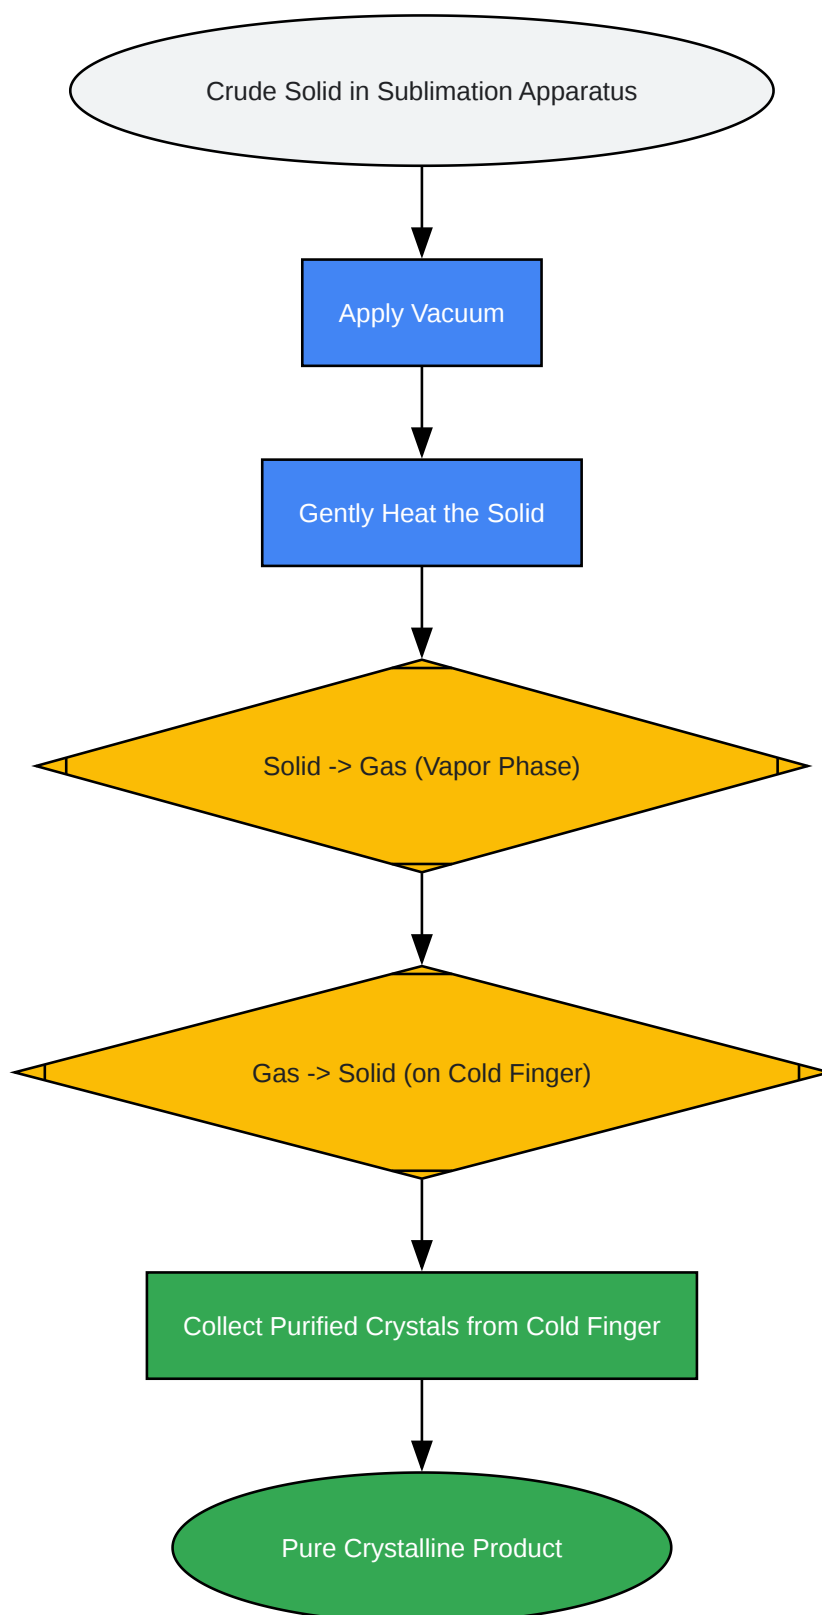 Crude Solid in Sublimation Apparatus
Apply Vacuum
Gently Heat the Solid
Solid -> Gas (Vapor Phase)
Gas -> Solid (on Cold Finger)
Collect Purified Crystals from Cold Finger
Pure Crystalline Product